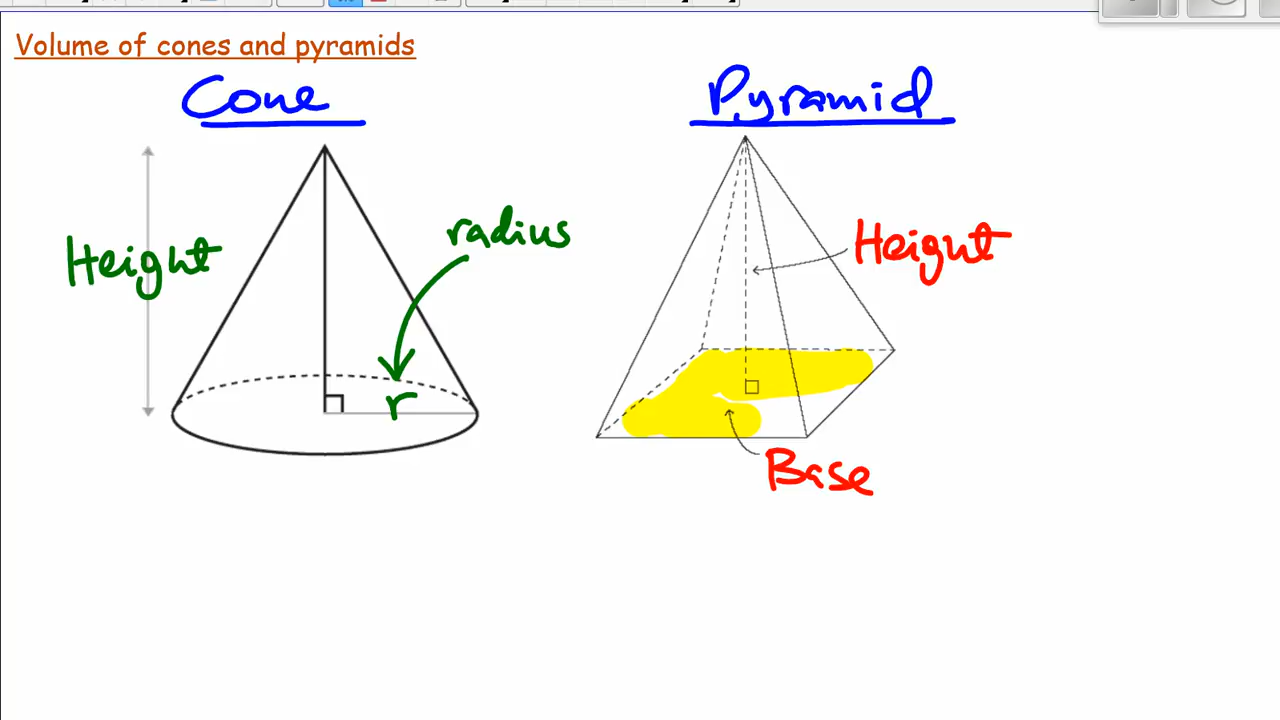 Volume of cones and pyramids
Cone
Pyramid
Height
radius
r
Height
Base